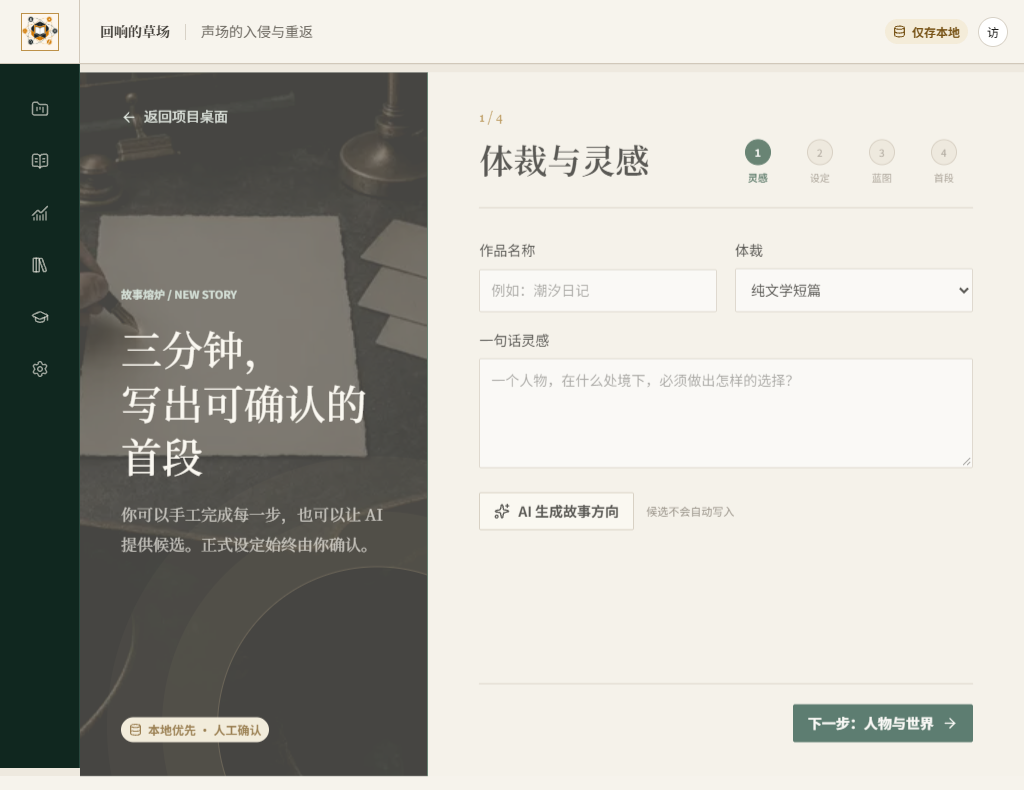 回响的草场
声场的入侵与重返
仅存本地
访
返回项目桌面
故事熔炉 / NEW STORY
三分钟，
写出可确认的
首段
你可以手工完成每一步，也可以让 AI
提供候选。正式设定始终由你确认。
本地优先 · 人工确认
1 / 4
体裁与灵感
1
灵感
2
设定
3
蓝图
4
首段
作品名称
例如：潮汐日记
体裁
纯文学短篇
一句话灵感
一个人物，在什么处境下，必须做出怎样的选择？
AI 生成故事方向
候选不会自动写入
下一步：人物与世界